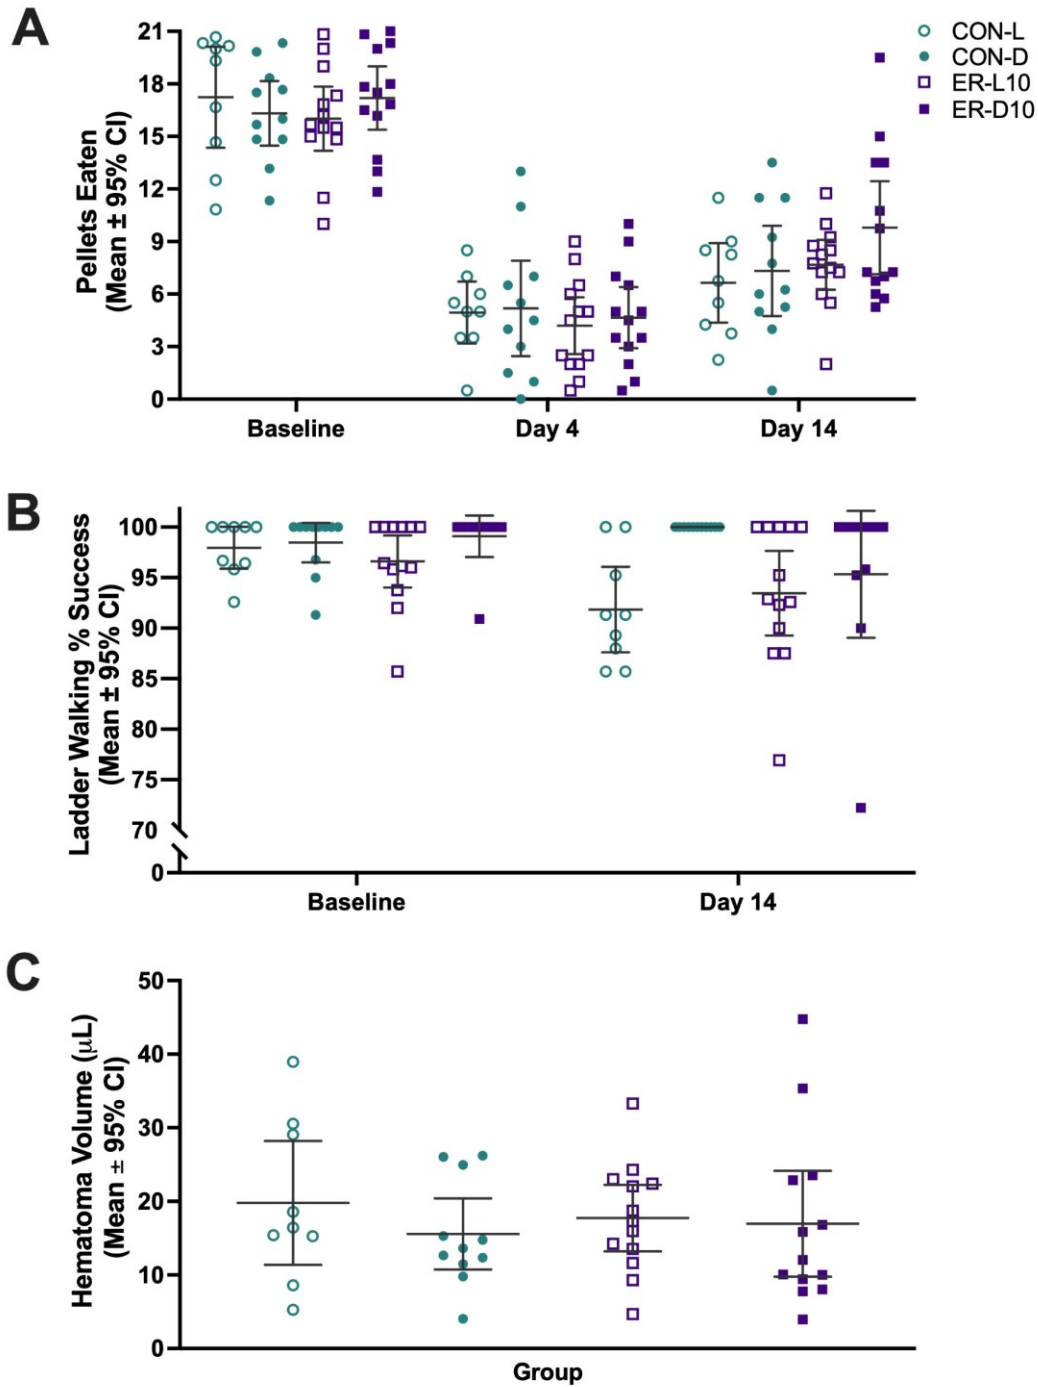 A
Pellets Eaten
(Mean ± 95% CI)
21
18
15
12
9
6
3
0
Baseline
Day 4
Day 14
CON-L
CON-D
ER-L10
ER-D10
B
Ladder Walking % Success
(Mean ± 95% CI)
100
95
90
85
80
75
70
0
Baseline
Day 14
C
Hematoma Volume (μL)
(Mean ± 95% CI)
50
40
30
20
10
0
Group